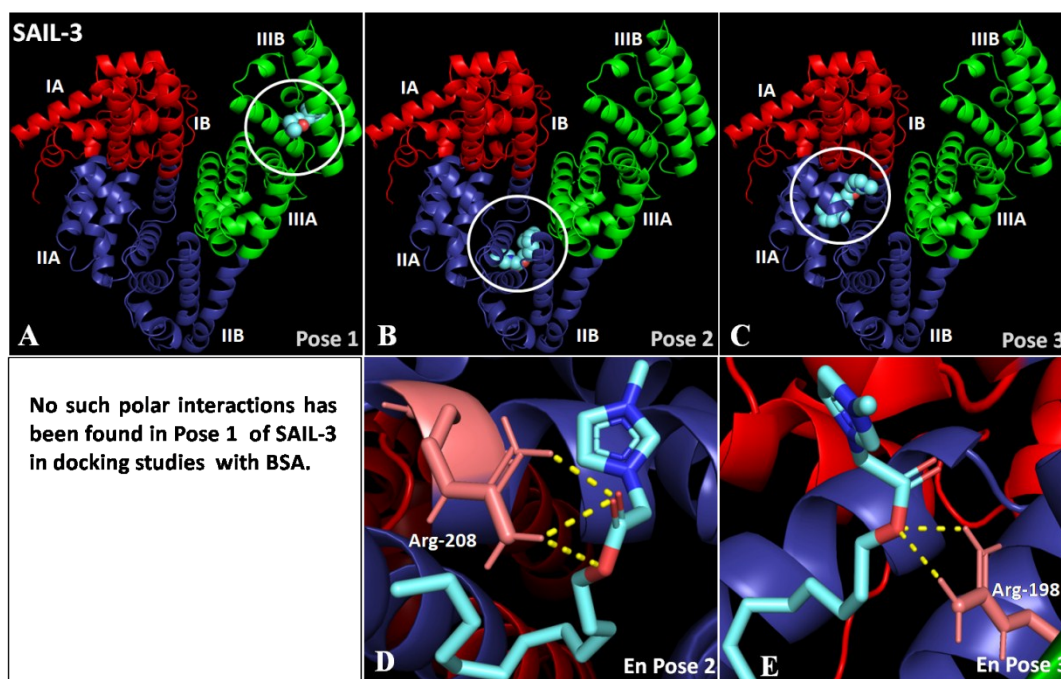 SAIL-3
IA
IB
IIIB
IIIA
IIA
IIB
A
Pose 1
IA
IB
IIIB
IIIA
IIA
IIB
B
Pose 2
IA
IB
IIIB
IIIA
IIA
IIB
C
Pose 3
No such polar interactions has
been found in Pose 1 of SAIL-3
in docking studies with BSA.
Arg-208
D
En Pose 2
Arg-198
E
En Pose 3